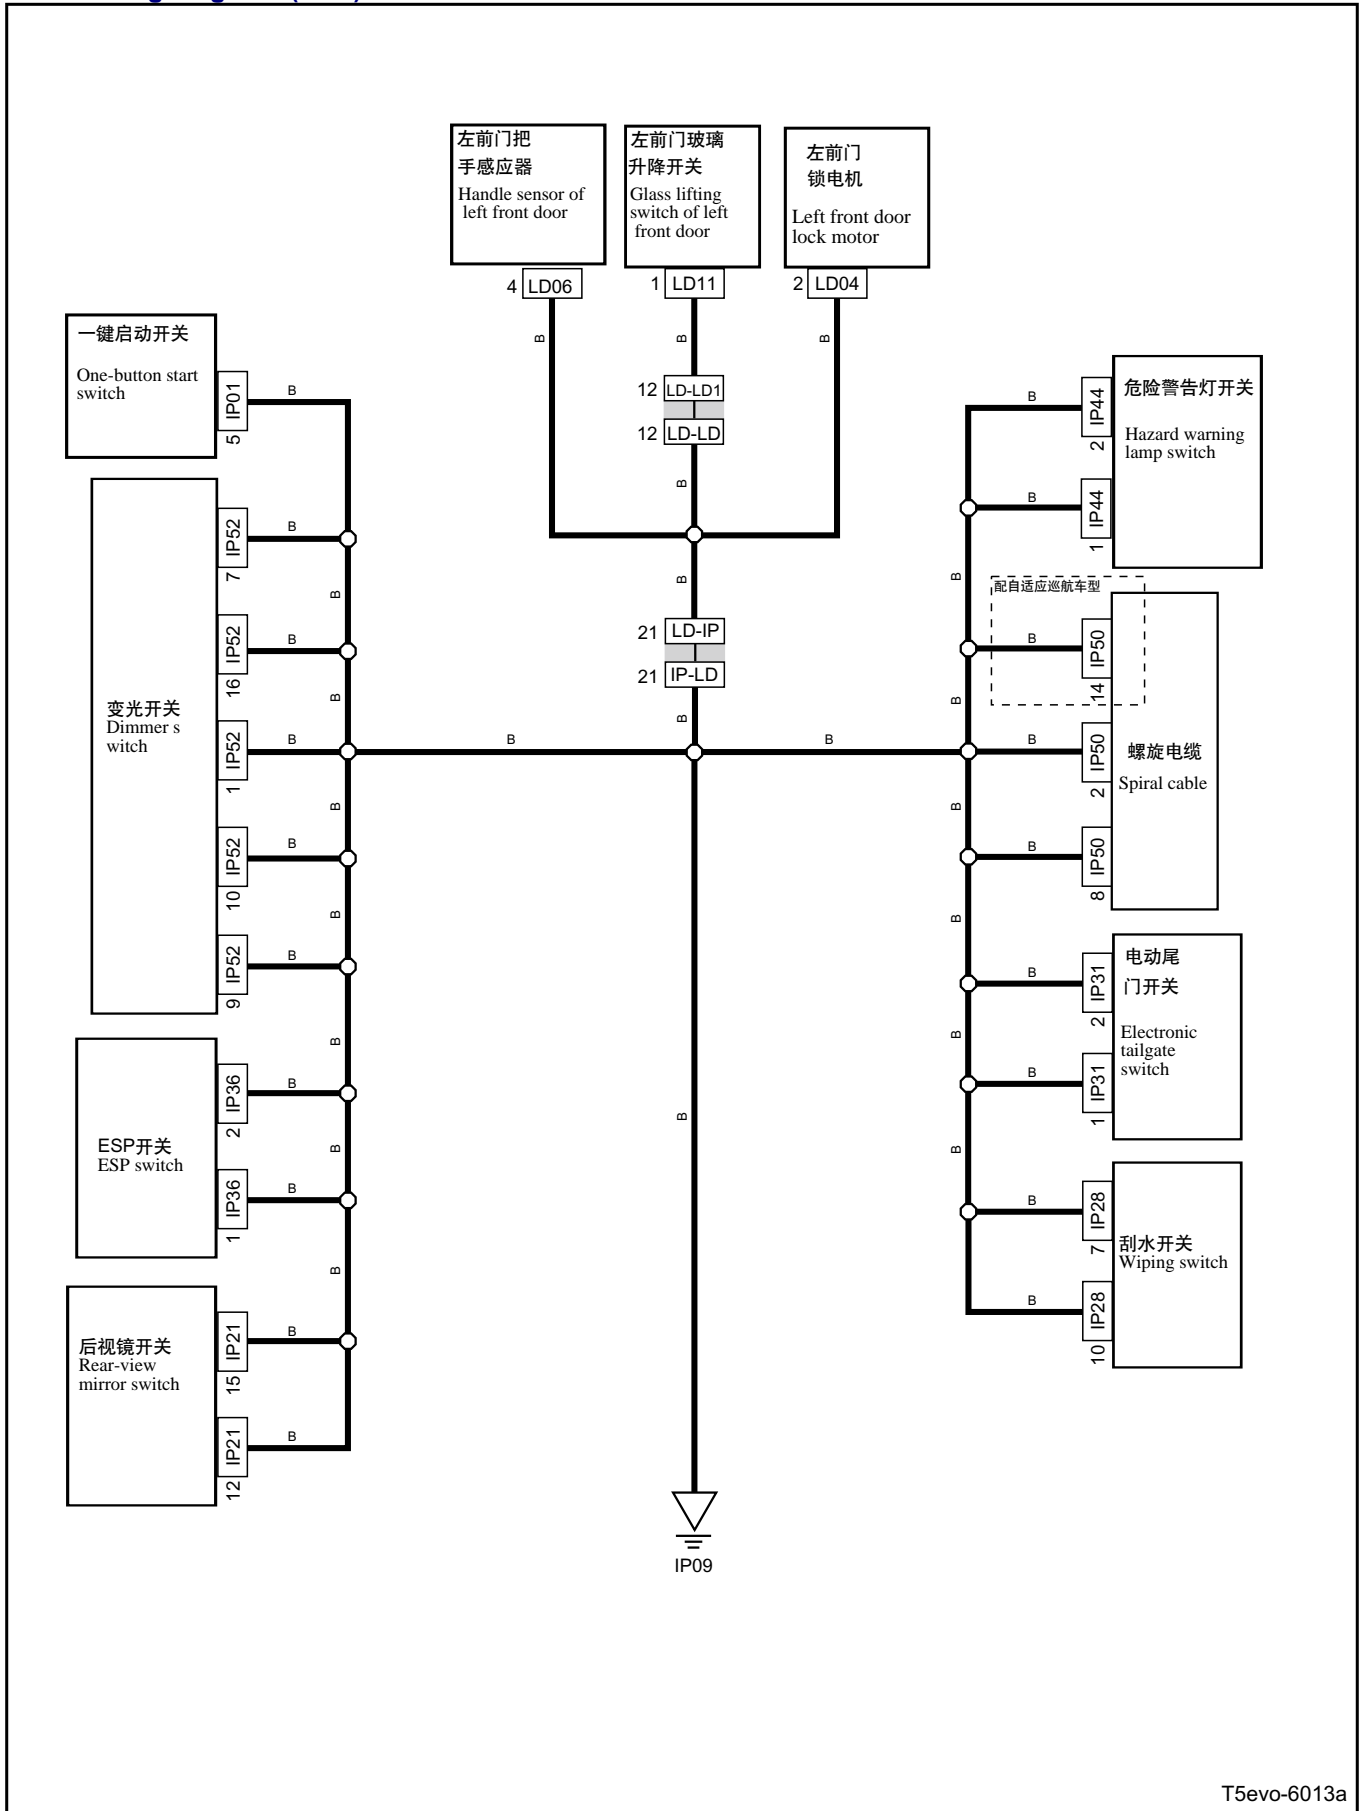 左前门把
手感应器
Handle sensor of
left front door
左前门玻璃
升降开关
Glass lifting
switch of left
front door
左前门
锁电机
Left front door
lock motor
4 LD06
1 LD11
2 LD04
B
B
B
12 LD-LD1
12 LD-LD
B
B
21 LD-IP
21 IP-LD
B
B
B
B
IP09
一键启动开关
One-button start
switch
IP01
5
B
变光开关
Dimmer s
witch
IP52
7
B
B
IP52
16
B
B
IP52
1
B
B
IP52
10
B
B
IP52
9
B
B
ESP开关
ESP switch
IP36
2
B
B
IP36
1
B
B
后视镜开关
Rear-view
mirror switch
IP21
15
B
IP21
12
B
危险警告灯开关
Hazard warning
lamp switch
B
IP44
2
B
IP44
1
B
配自适应巡航车型
B
IP50
14
B
螺旋电缆
Spiral cable
B
IP50
2
B
B
IP50
8
B
电动尾
门开关
Electronic
tailgate
switch
B
IP31
2
B
B
IP31
1
B
刮水开关
Wiping switch
B
IP28
7
B
IP28
10
T5evo-6013a